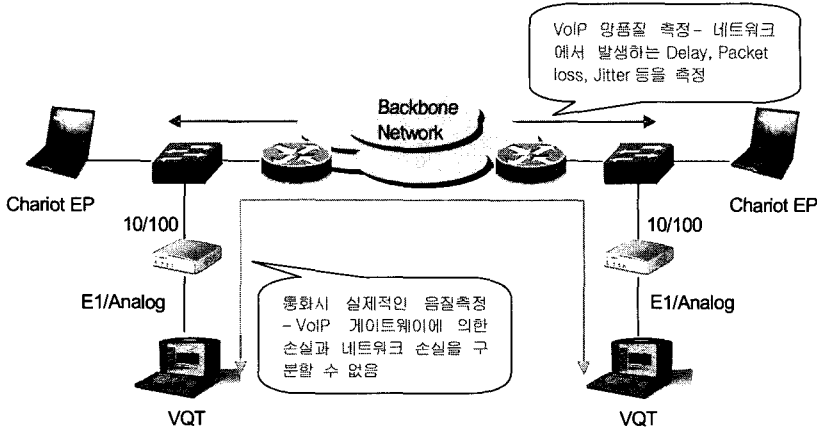 VoIP 망품질 측정- 네트워크
에서 발생하는 Delay, Packet
loss, Jitter 등을 측정
Backbone
Network
Chariot EP
Chariot EP
10/100
10/100
E1/Analog
E1/Analog
통화시 실제적인 음질측정
- VoIP 게이트웨이에 의한
손실과 네트워크 손실을 구
분할 수 없음
VQT
VQT